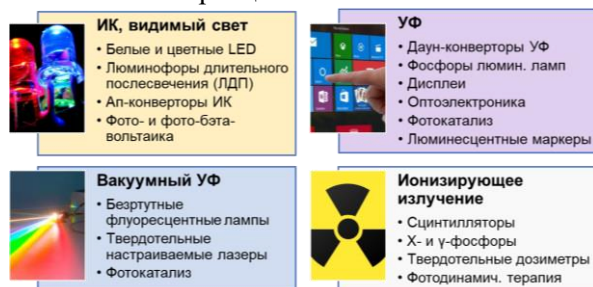 ИК, видимый свет
• Белые и цветные LED
• Люминофоры длительного
послесвечения (ЛДП)
• Ап-конверторы ИК
• Фото- и фото-бэта-
вольтаика
УФ
• Даун-конверторы УФ
• Фосфоры люмин. ламп
• Дисплеи
• Оптоэлектроника
• Фотокатализ
• Люминесцентные маркеры
Вакуумный УФ
• Безртутные
флуоресцентные лампы
• Твердотельные
настраиваемые лазеры
• Фотокатализ
Ионизирующее
излучение
• Сцинтилляторы
• X- и γ-фосфоры
• Твердотельные дозиметры
• Фотодинамич. терапия